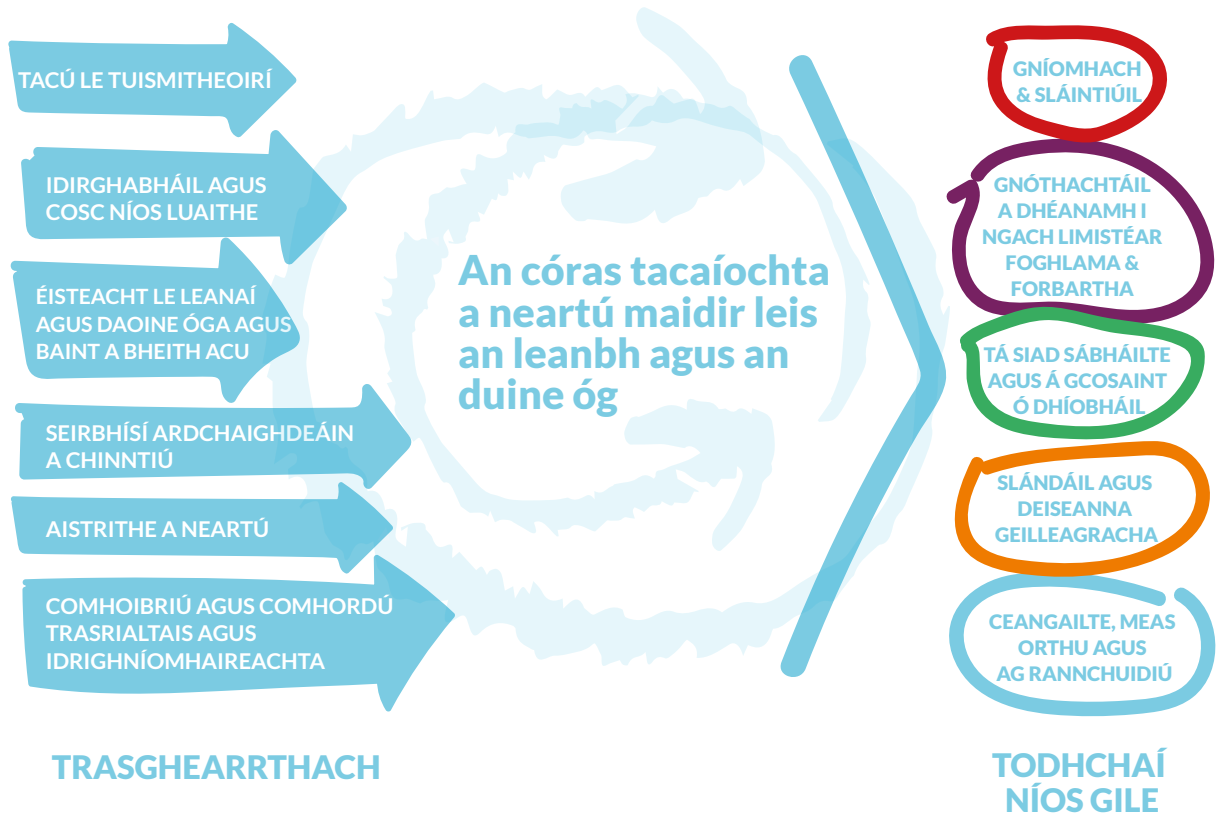 TACÚ LE TUISMITHEOIRÍ
IDIRGHABHÁIL AGUS
COSC NÍOS LUAITHE
ÉISTEACHT LE LEANAÍ
AGUS DAOINE ÓGA AGUS
BAINT A BHEITH ACU
SEIRBHÍSÍ ARDCHAIGHDEÁIN
A CHINNTIÚ
AISTRITHE A NEARTÚ
COMHOIBRIÚ AGUS COMHORDÚ
TRASRIALTAIS AGUS
IDRIGHNÍOMHAIREACHTA
TRASGHEARRTHACH
An córas tacaíochta
a neartú maidir leis
an leanbh agus an
duine óg
GNÍOMHACH
& SLÁINTIÚIL
GNÓTHACHTÁIL
A DHÉANAMH I
NGACH LIMISTÉAR
FOGHLAMA &
FORBARTHA
TÁ SIAD SÁBHÁILTE
AGUS Á GCOSAINT
Ó DHÍOBHÁIL
SLÁNDÁIL AGUS
DEISEANNA
GEILLEAGRACHA
CEANGAILTE, MEAS
ORTHU AGUS
AG RANNCHUIDIÚ
TODHCHAÍ
NÍOS GILE